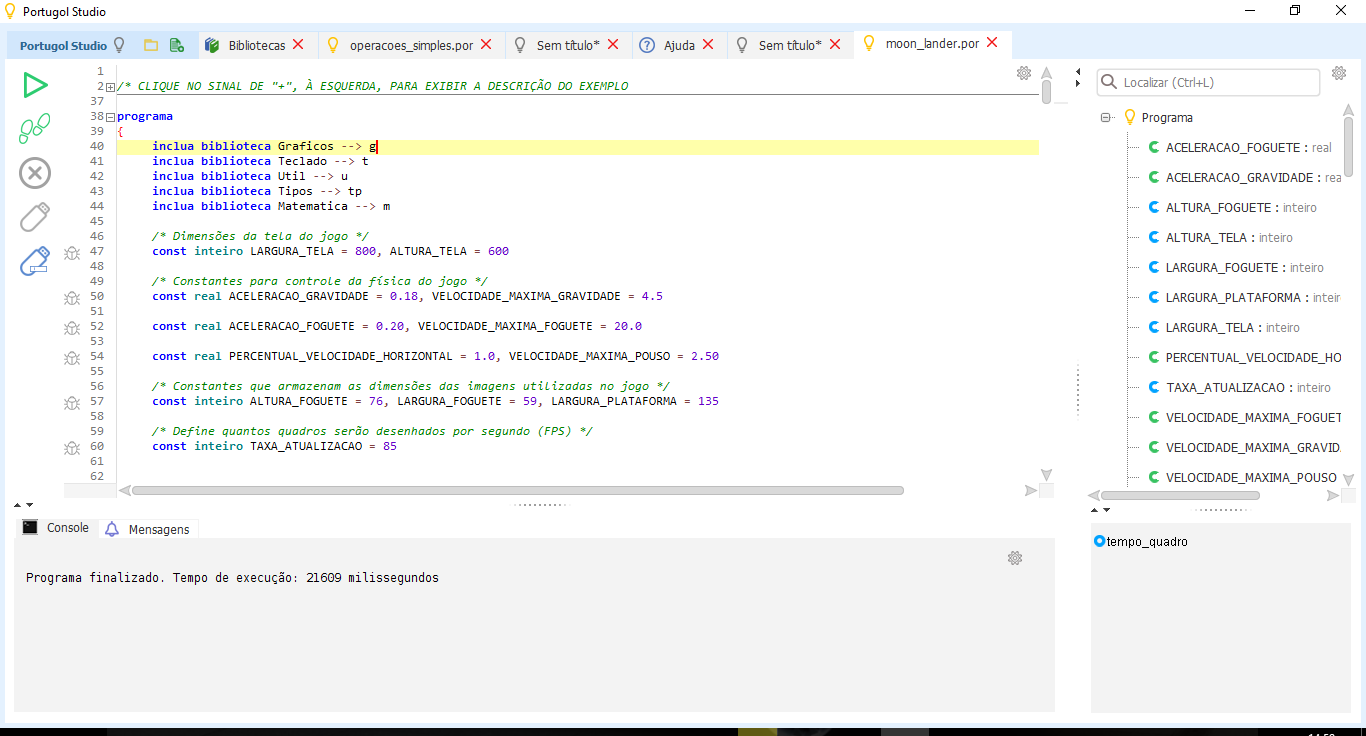 Portugol Studio
Portugol Studio Bibliotecas operacoes_simples.por Sem título* Ajuda Sem título* moon_lander.por
1
2 /* CLIQUE NO SINAL DE "+", À ESQUERDA, PARA EXIBIR A DESCRIÇÃO DO EXEMPLO
37
38 programa
39 {
40 inclua biblioteca Graficos --> g
41 inclua biblioteca Teclado --> t
42 inclua biblioteca Util --> u
43 inclua biblioteca Tipos --> tp
44 inclua biblioteca Matematica --> m
45
46 /* Dimensões da tela do jogo */
47 const inteiro LARGURA_TELA = 800, ALTURA_TELA = 600
48
49 /* Constantes para controle da física do jogo */
50 const real ACELERACAO_GRAVIDADE = 0.18, VELOCIDADE_MAXIMA_GRAVIDADE = 4.5
51
52 const real ACELERACAO_FOGUETE = 0.20, VELOCIDADE_MAXIMA_FOGUETE = 20.0
53
54 const real PERCENTUAL_VELOCIDADE_HORIZONTAL = 1.0, VELOCIDADE_MAXIMA_POUSO = 2.50
55
56 /* Constantes que armazenam as dimensões das imagens utilizadas no jogo */
57 const inteiro ALTURA_FOGUETE = 76, LARGURA_FOGUETE = 59, LARGURA_PLATAFORMA = 135
58
59 /* Define quantos quadros serão desenhados por segundo (FPS) */
60 const inteiro TAXA_ATUALIZACAO = 85
61
62
Localizar (Ctrl+L)
Programa
ACELERACAO_FOGUETE : real
ACELERACAO_GRAVIDADE : rea
ALTURA_FOGUETE : inteiro
ALTURA_TELA : inteiro
LARGURA_FOGUETE : inteiro
LARGURA_PLATAFORMA : inteir
LARGURA_TELA : inteiro
PERCENTUAL_VELOCIDADE_HO
TAXA_ATUALIZACAO : inteiro
VELOCIDADE_MAXIMA_FOGUET
VELOCIDADE_MAXIMA_GRAVID
VELOCIDADE_MAXIMA_POUSO
Console Mensagens
Programa finalizado. Tempo de execução: 21609 milissegundos
tempo_quadro